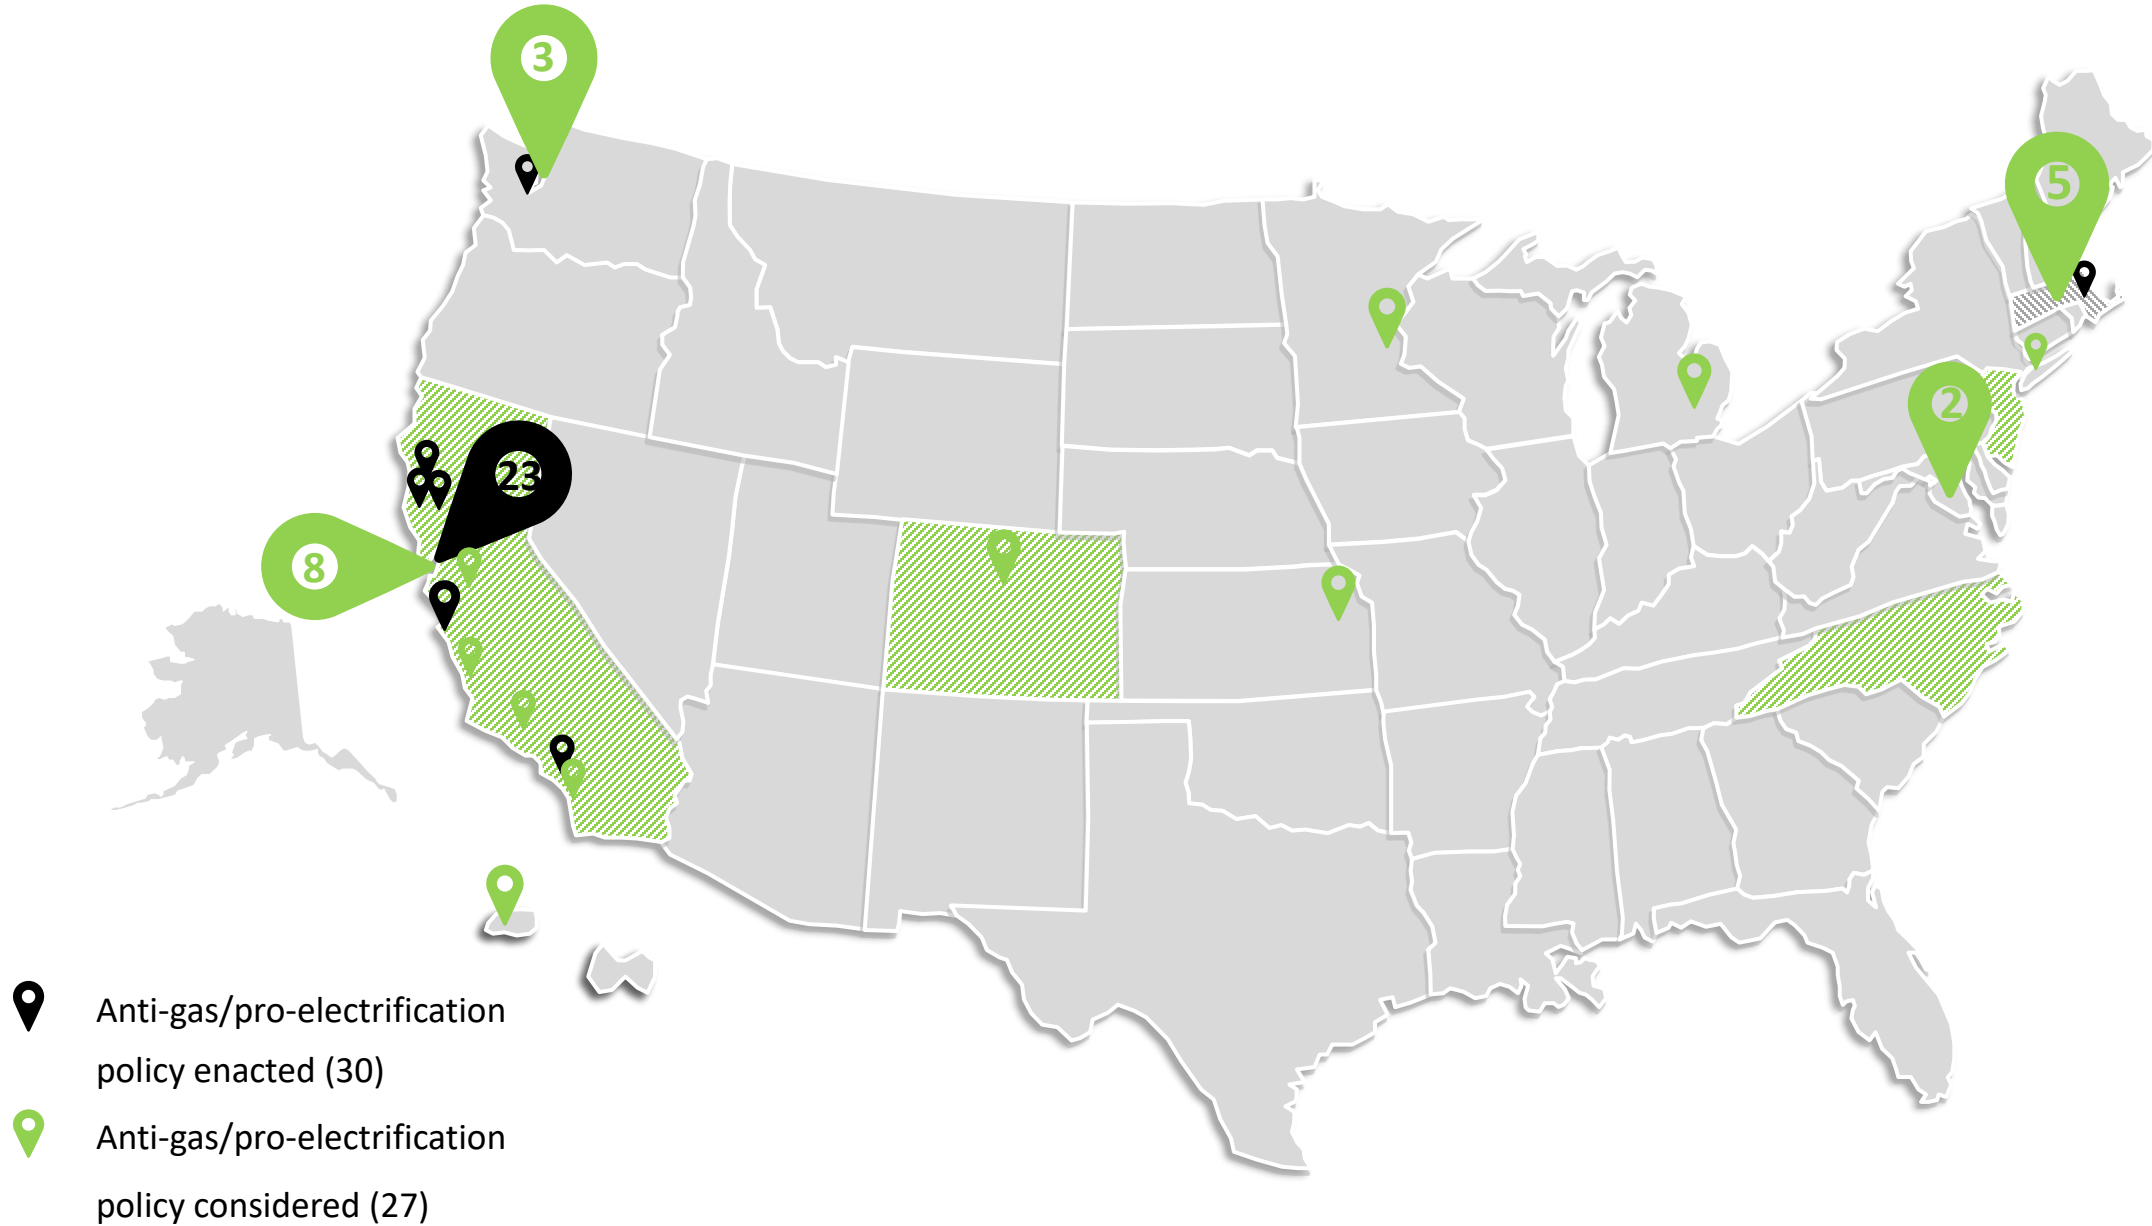 3
5
2
23
8
Anti-gas/pro-electrification
policy enacted (30)
Anti-gas/pro-electrification
policy considered (27)